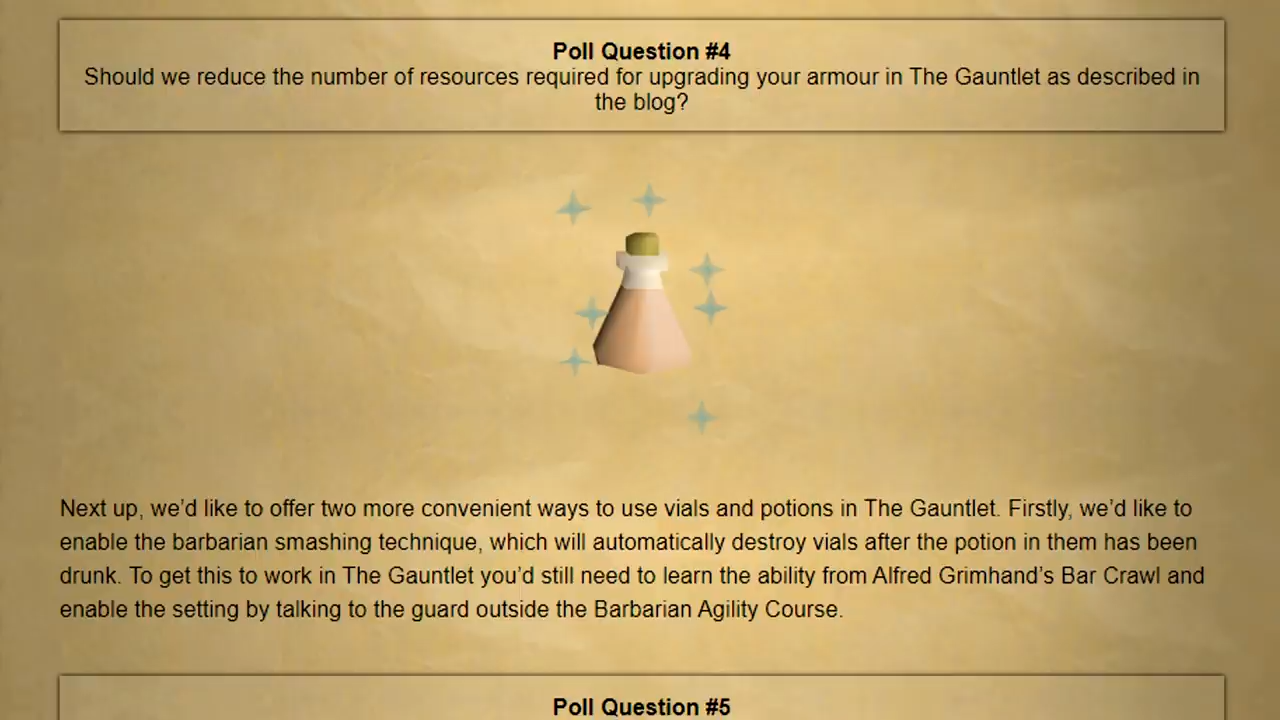 Poll Question #4
Should we reduce the number of resources required for upgrading your armour in The Gauntlet as described in
the blog?
Next up, we’d like to offer two more convenient ways to use vials and potions in The Gauntlet. Firstly, we’d like to
enable the barbarian smashing technique, which will automatically destroy vials after the potion in them has been
drunk. To get this to work in The Gauntlet you’d still need to learn the ability from Alfred Grimhand’s Bar Crawl and
enable the setting by talking to the guard outside the Barbarian Agility Course.
Poll Question #5